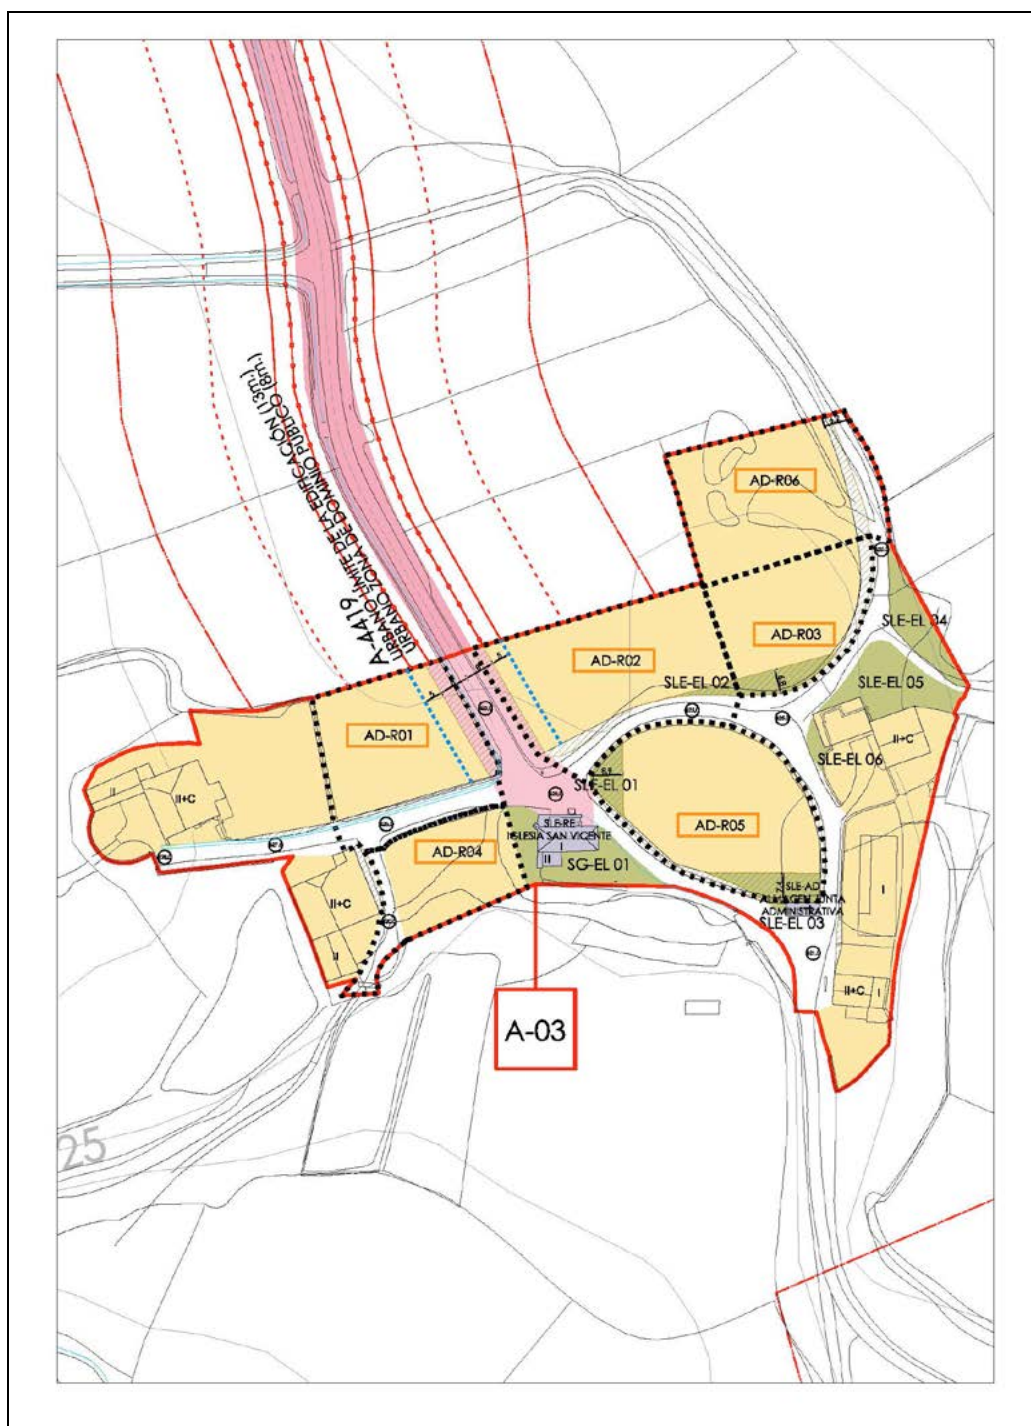 URBANO LÍMITE DE LA EDIFICACIÓN (13m.)
URBANO ZONA DE DOMINIO PÚBLICO (8m.)
A-4419
AD-R06
AD-R03
SLE-EL 04
AD-R02
SLE-EL 02
SLE-EL 05
AD-R01
II+C
SLE-EL 06
II
II+C
SLE-EL 01
SLE-RE
IGLESIA SAN VICENTE
I
II
AD-R05
AD-R04
SG-EL 01
SLE-AD
ALMACEN JUNTA
ADMINISTRATIVA
SLE-EL 03
I
II+C
II
II+C
I
A-03
25